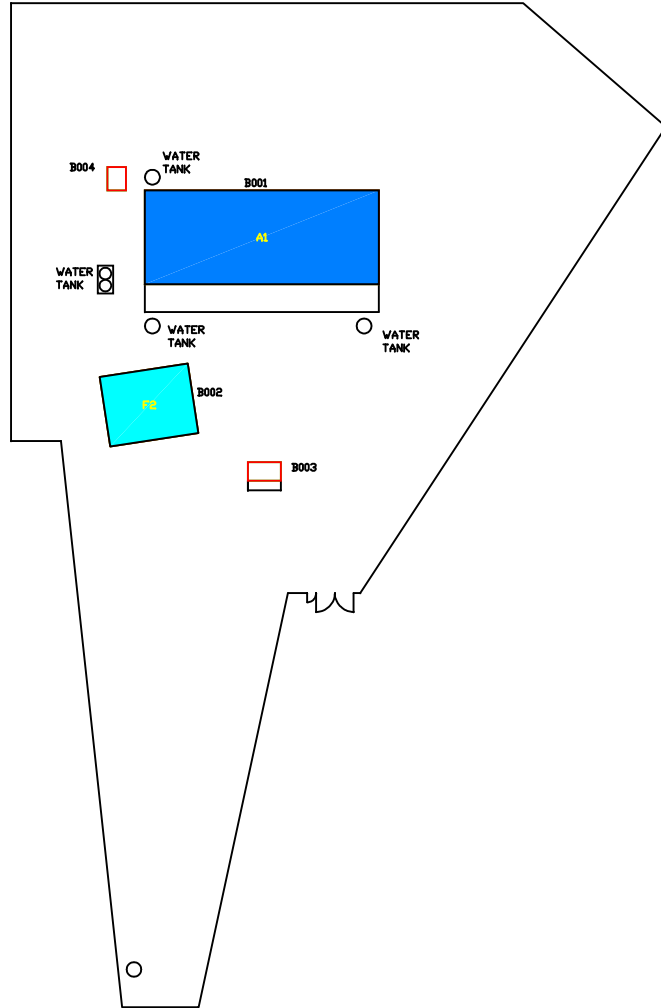 WATER
TANK
B004
B001
A1
WATER
TANK
WATER
TANK
WATER
TANK
B002
F2
B003